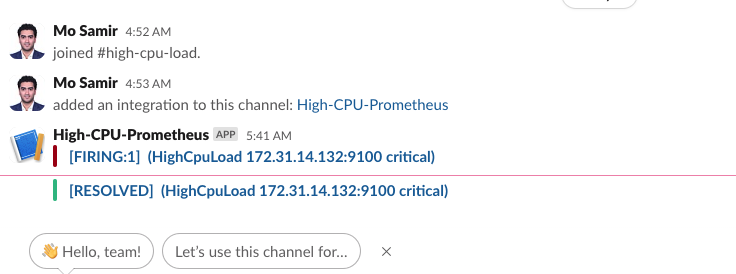 Mo Samir 4:52 AM
joined #high-cpu-load.
Mo Samir 4:53 AM
added an integration to this channel: High-CPU-Prometheus
High-CPU-Prometheus APP 5:41 AM
[FIRING:1] (HighCpuLoad 172.31.14.132:9100 critical)
[RESOLVED] (HighCpuLoad 172.31.14.132:9100 critical)
👋 Hello, team! Let's use this channel for... ×